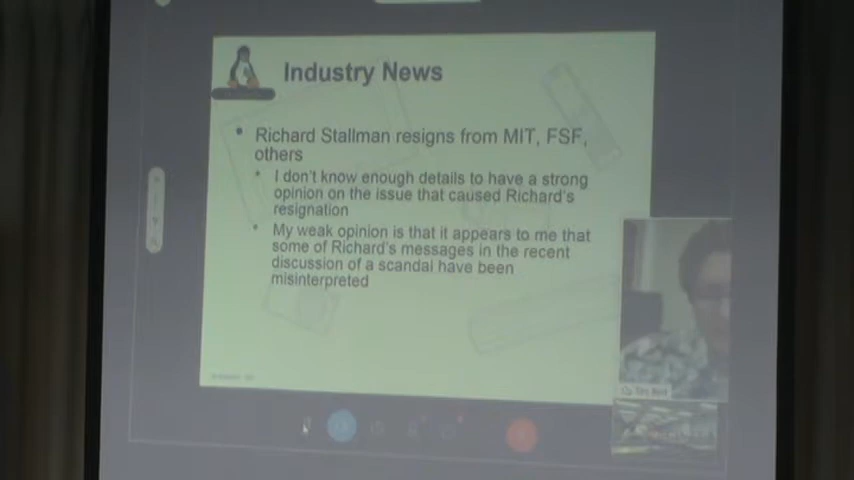 Industry News
Richard Stallman resigns from MIT, FSF,
others
I don't know enough details to have a strong
opinion on the issue that caused Richard's
resignation
My weak opinion is that it appears to me that
some of Richard's messages in the recent
discussion of a scandal have been
misinterpreted